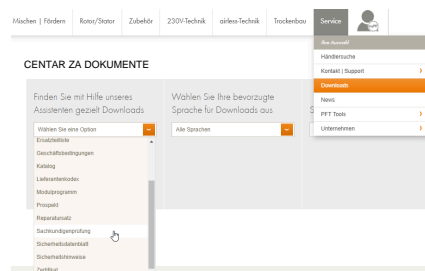 Mischen | Fördern Rotor/Stator Zubehör 230V-Technik airless-Technik Trockenbau Service
Ihre Auswahl
Händlersuche
Kontakt | Support
Downloads
News
PFT Tools
Unternehmen
CENTAR ZA DOKUMENTE
Finden Sie mit Hilfe unseres
Assistenten gezielt Downloads
Wählen Sie eine Option
Wählen Sie Ihre bevorzugte
Sprache für Downloads aus
Alle Sprachen
S
Ersatzteilliste
Geschäftsbedingungen
Katalog
Lieferantenkodex
Modulprogramm
Prospekt
Reparatursatz
Sachkundigenprüfung
Sicherheitsdatenblatt
Sicherheitshinweise
Zertifikat